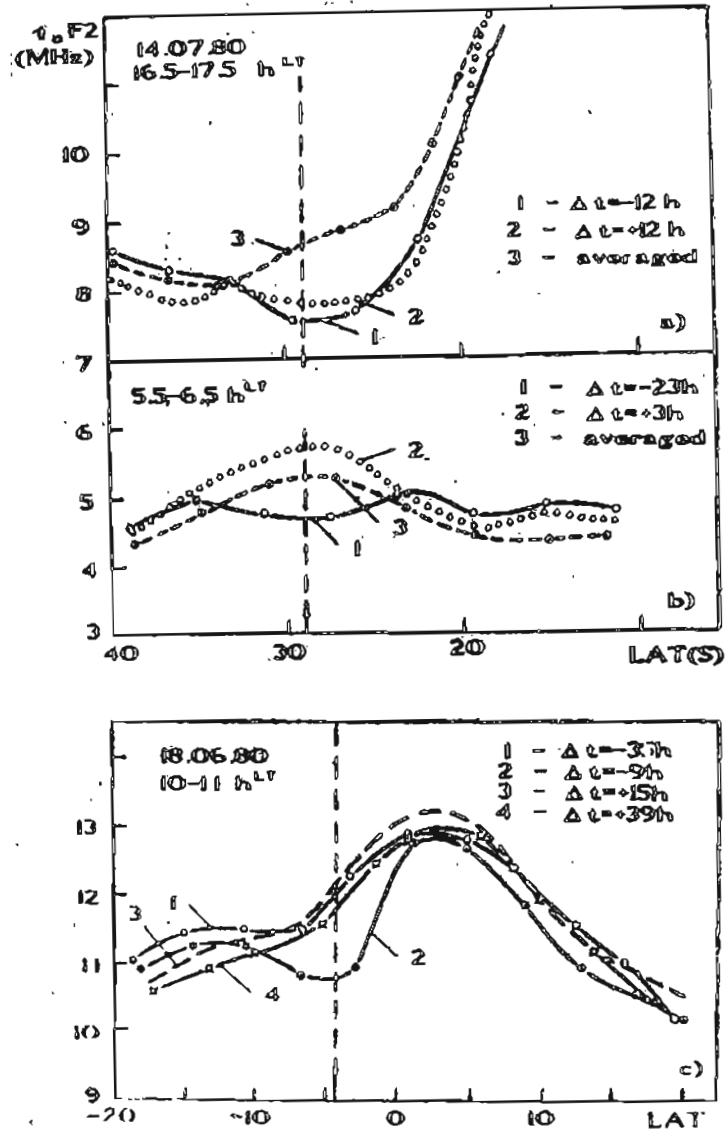 F2
(MHz)
14.07.80
16.5-17.5 h LT
10
9
8
7
3
2
1
1 - Δt=-12h
2 - Δt=+12h
3 - averaged
a)
5.5-6.5 h LT
6
5
4
3
2
3
1
1 - Δt=-23h
2 - Δt=+3h
3 - averaged
b)
40
30
20
LAT(S)
18.06.80
10-11 h LT
1 - Δt=
2 - Δt=-9h
3 - Δt=+15h
4 - Δt=+39h
13
12
11
10
9
1
3
4
2
c)
-20
-10
0
10
LAT